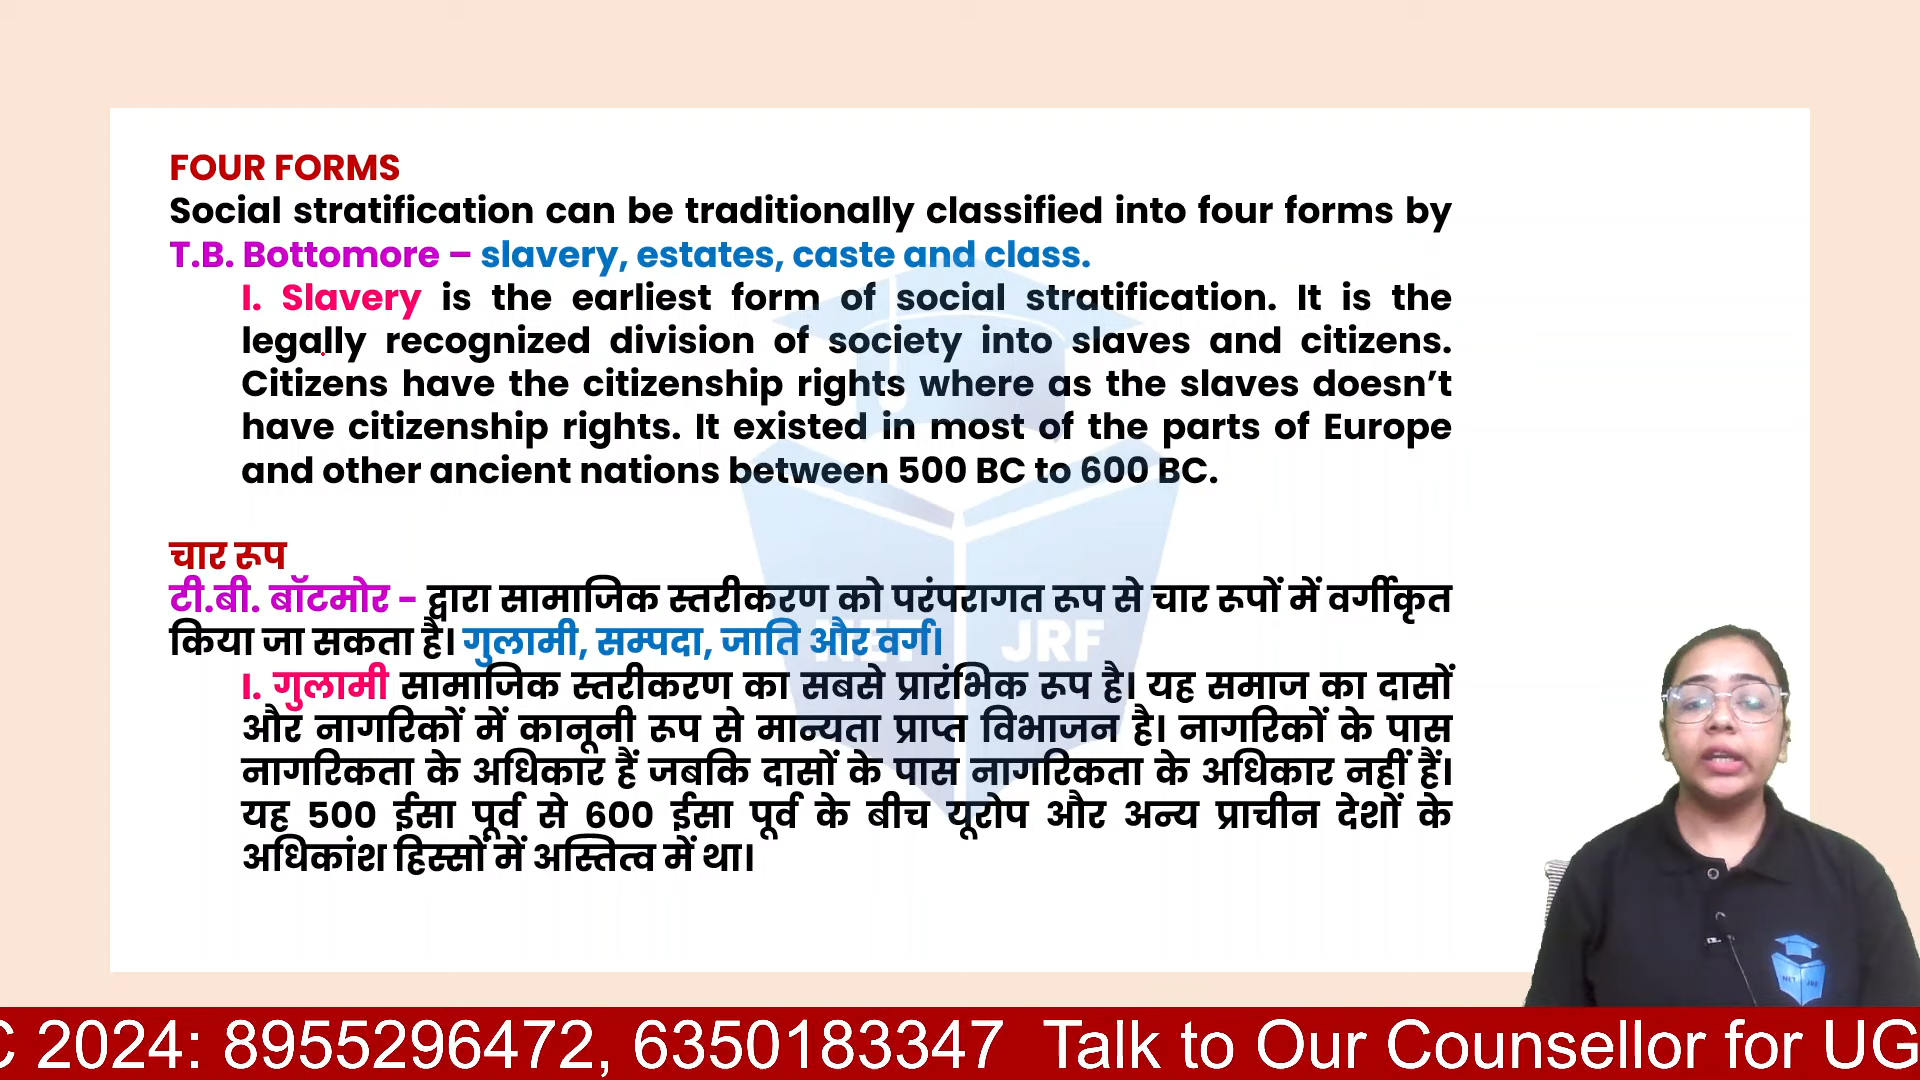 FOUR FORMS
Social stratification can be traditionally classified into four forms by
T.B. Bottomore – slavery, estates, caste and class.
I. Slavery is the earliest form of social stratification. It is the
legally recognized division of society into slaves and citizens.
Citizens have the citizenship rights where as the slaves doesn’t
have citizenship rights. It existed in most of the parts of Europe
and other ancient nations between 500 BC to 600 BC.
चार रूप
टी.बी. बॉटमोर - द्वारा सामाजिक स्तरीकरण को परंपरागत रूप से चार रूपों में वर्गीकृत
किया जा सकता है। गुलामी, सम्पदा, जाति और वर्ग।
NET JRF
I. गुलामी सामाजिक स्तरीकरण का सबसे प्रारंभिक रूप है। यह समाज का दासों
और नागरिकों में कानूनी रूप से मान्यता प्राप्त विभाजन है। नागरिकों के पास
नागरिकता के अधिकार हैं जबकि दासों के पास नागरिकता के अधिकार नहीं हैं।
यह 500 ईसा पूर्व से 600 ईसा पूर्व के बीच यूरोप और अन्य प्राचीन देशों के
अधिकांश हिस्सों में अस्तित्व में था।
NET JRF
C 2024: 8955296472, 6350183347 Talk to Our Counsellor for UG